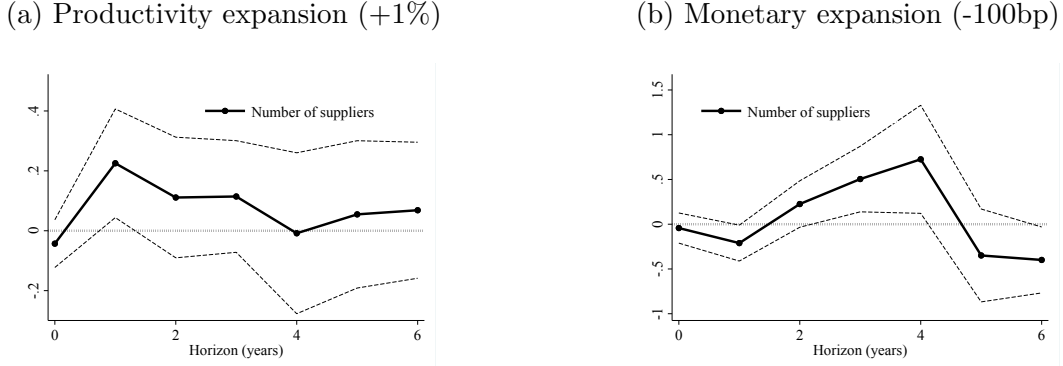 (a) Productivity expansion (+1%)
(b) Monetary expansion (-100bp)
.4
.2
0
-.2
Number of suppliers
0 2 4 6
Horizon (years)
1.5
1
.5
0
-.5
-1
Number of suppliers
0 2 4 6
Horizon (years)